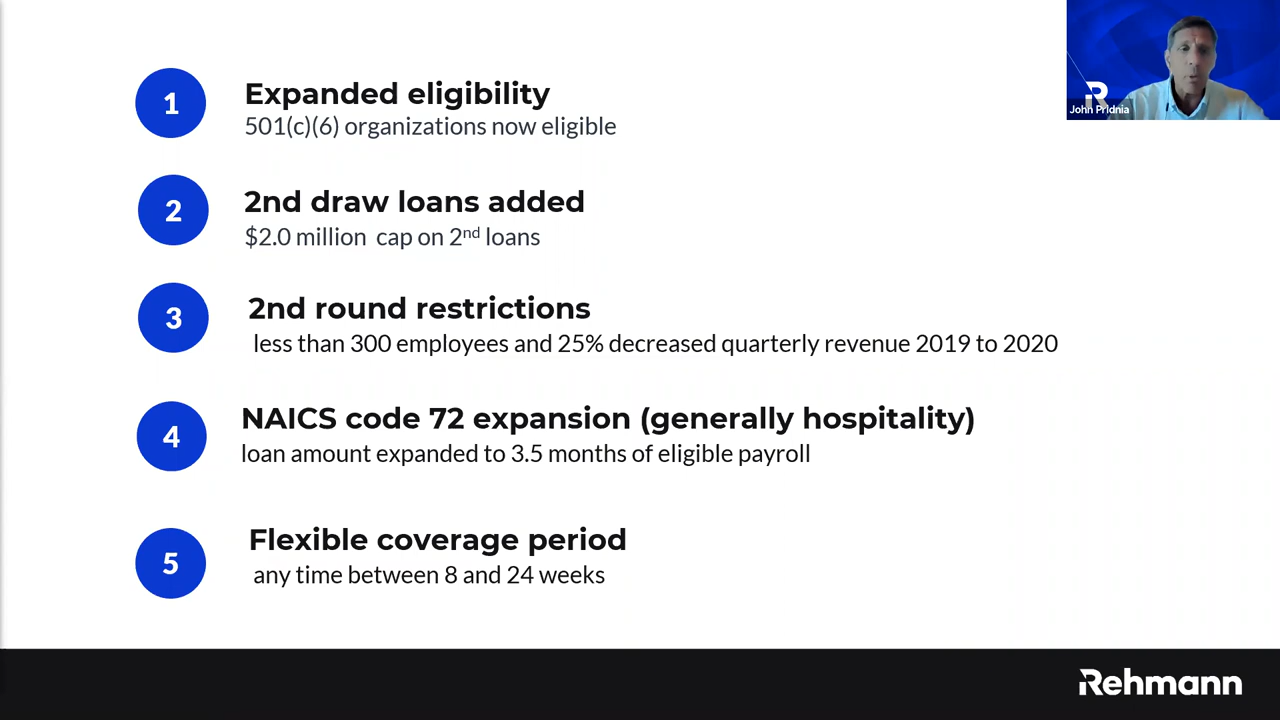 1
Expanded eligibility
501(c)(6) organizations now eligible
2
2nd draw loans added
$2.0 million cap on 2nd loans
3
2nd round restrictions
less than 300 employees and 25% decreased quarterly revenue 2019 to 2020
4
NAICS code 72 expansion (generally hospitality)
loan amount expanded to 3.5 months of eligible payroll
5
Flexible coverage period
any time between 8 and 24 weeks
R
John Pridnia
Rehmann